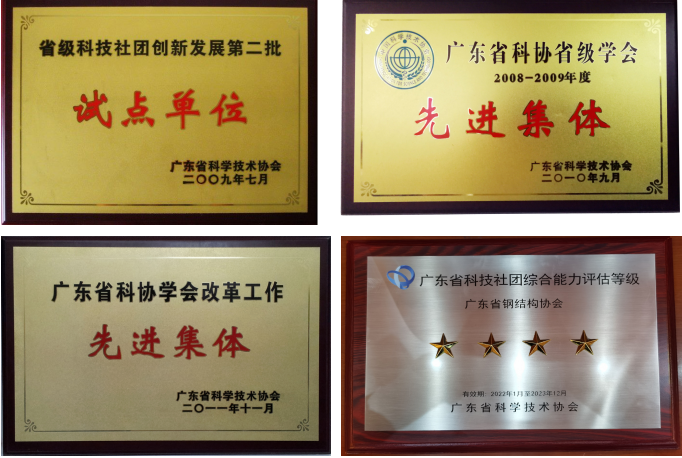 省级科技社团创新发展第二批
试点单位
广东省科学技术协会
二〇〇九年七月
广东省科协省级学会
2008-2009年度
先进集体
广东省科学技术协会
二〇一〇年九月
广东省科协学会改革工作
先进集体
广东省科学技术协会
二〇一一年十一月
广东省科技社团综合能力评估等级
广东省钢结构协会
有效期：2022年1月至2023年12月
广东省科学技术协会